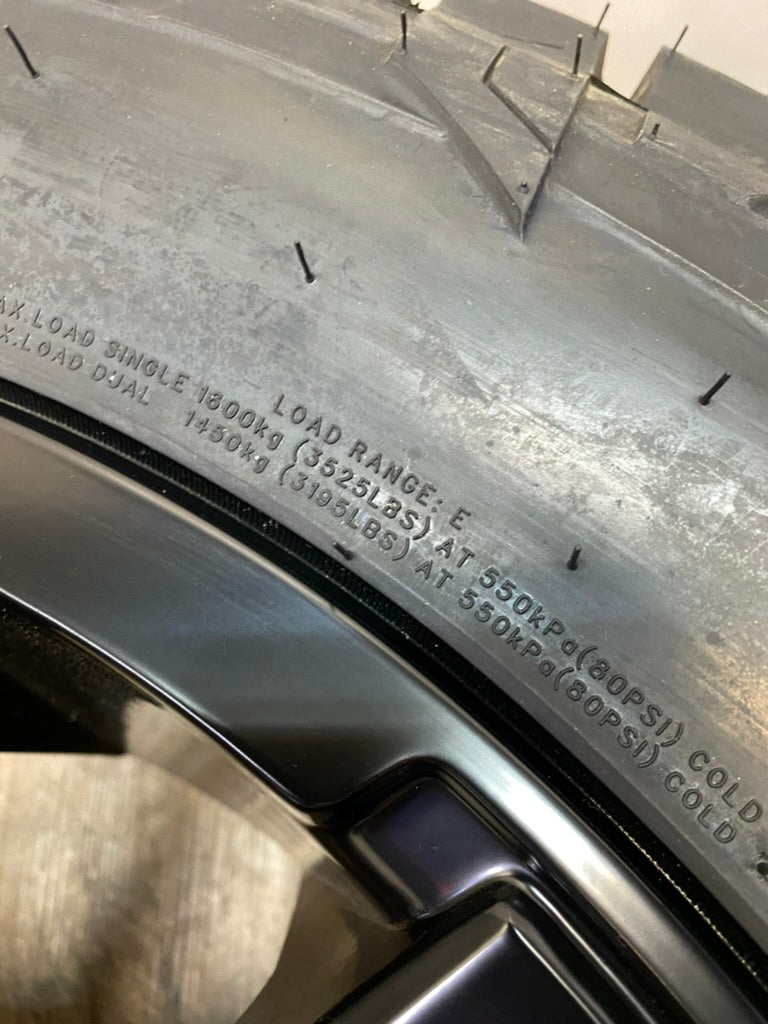 LOAD RANGE: E
AX.LOAD SINGLE 1600kg (3525LBS) AT 550kPa(80PSI) COLD
X.LOAD DUAL 1450kg (3195LBS) AT 550kPa(80PSI) COLD